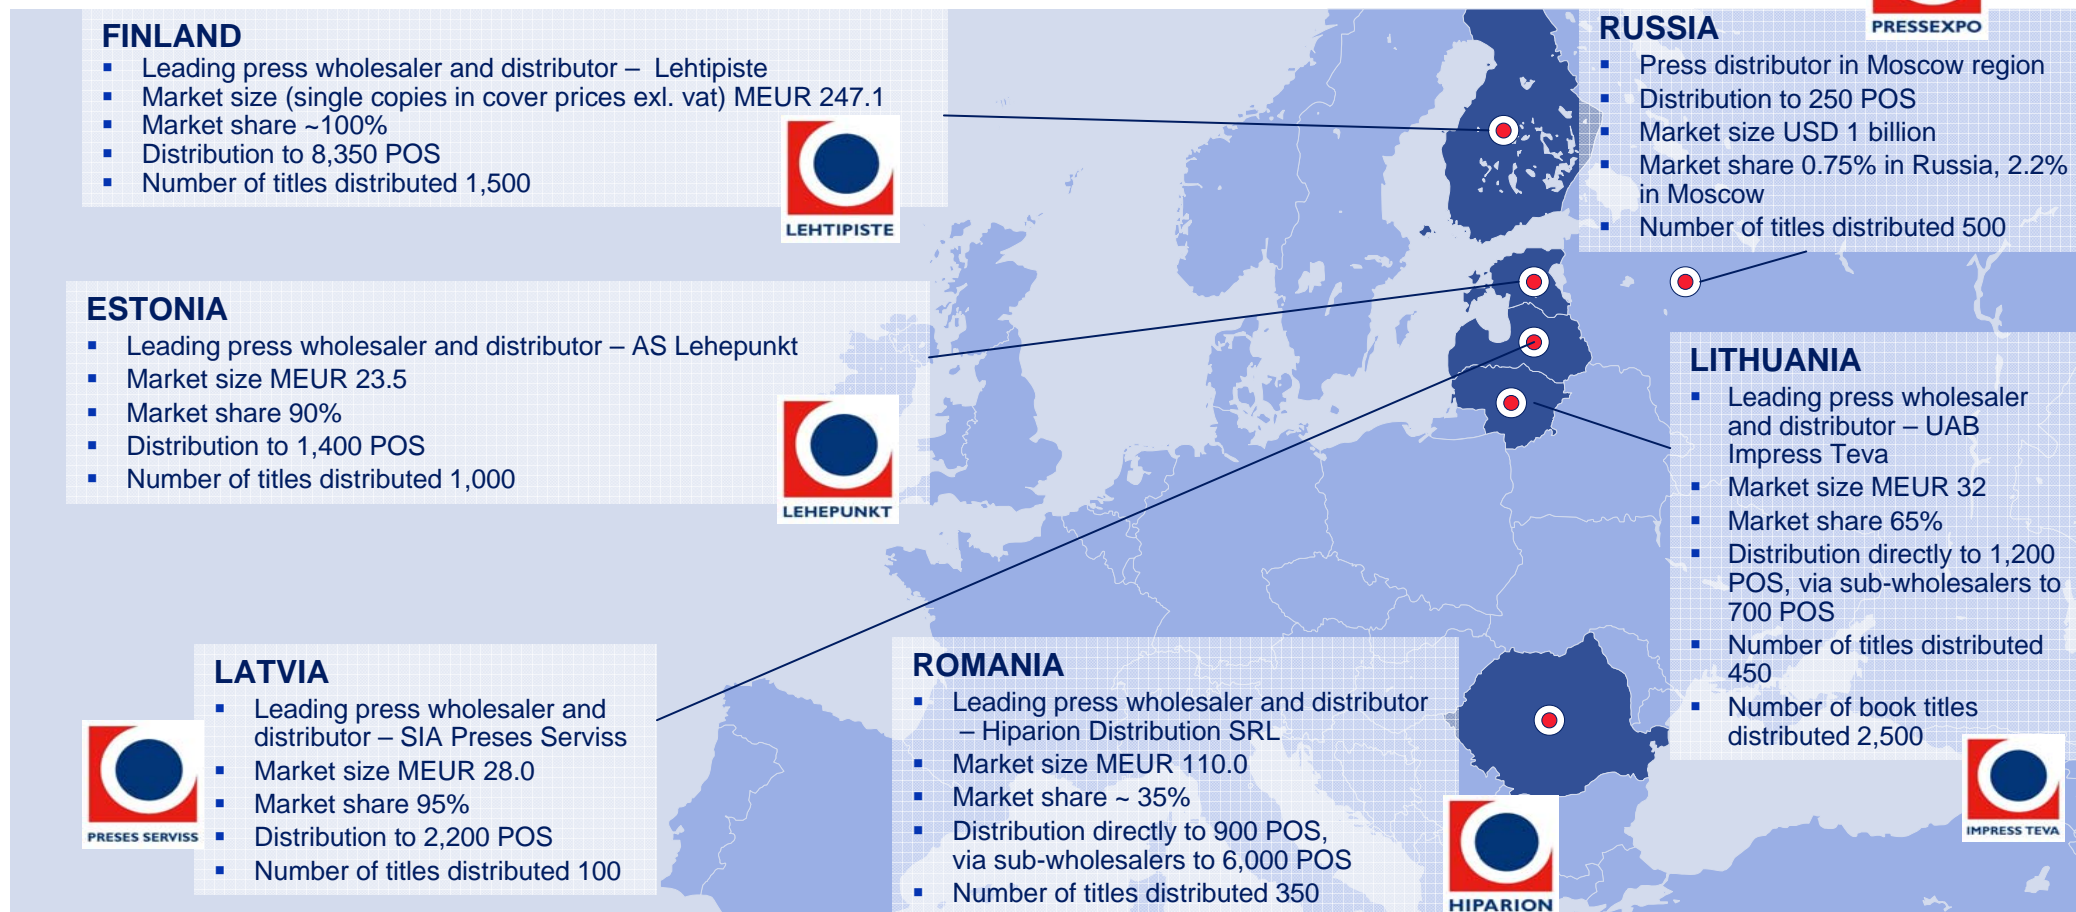 FINLAND
▪ Leading press wholesaler and distributor – Lehtipiste
▪ Market size (single copies in cover prices exl. vat) MEUR 247.1
▪ Market share ~100%
▪ Distribution to 8,350 POS
▪ Number of titles distributed 1,500
LEHTIPISTE
PRESSEXPO
RUSSIA
▪ Press distributor in Moscow region
▪ Distribution to 250 POS
▪ Market size USD 1 billion
▪ Market share 0.75% in Russia, 2.2%
in Moscow
▪ Number of titles distributed 500
ESTONIA
▪ Leading press wholesaler and distributor – AS Lehepunkt
▪ Market size MEUR 23.5
▪ Market share 90%
▪ Distribution to 1,400 POS
▪ Number of titles distributed 1,000
LEHEPUNKT
LITHUANIA
▪ Leading press wholesaler
and distributor – UAB
Impress Teva
▪ Market size MEUR 32
▪ Market share 65%
▪ Distribution directly to 1,200
POS, via sub-wholesalers to
700 POS
▪ Number of titles distributed
450
▪ Number of book titles
distributed 2,500
IMPRESS TEVA
LATVIA
▪ Leading press wholesaler and
distributor – SIA Preses Serviss
▪ Market size MEUR 28.0
▪ Market share 95%
▪ Distribution to 2,200 POS
▪ Number of titles distributed 100
PRESES SERVISS
ROMANIA
▪ Leading press wholesaler and distributor
– Hiparion Distribution SRL
▪ Market size MEUR 110.0
▪ Market share ~ 35%
▪ Distribution directly to 900 POS,
via sub-wholesalers to 6,000 POS
▪ Number of titles distributed 350
HIPARION